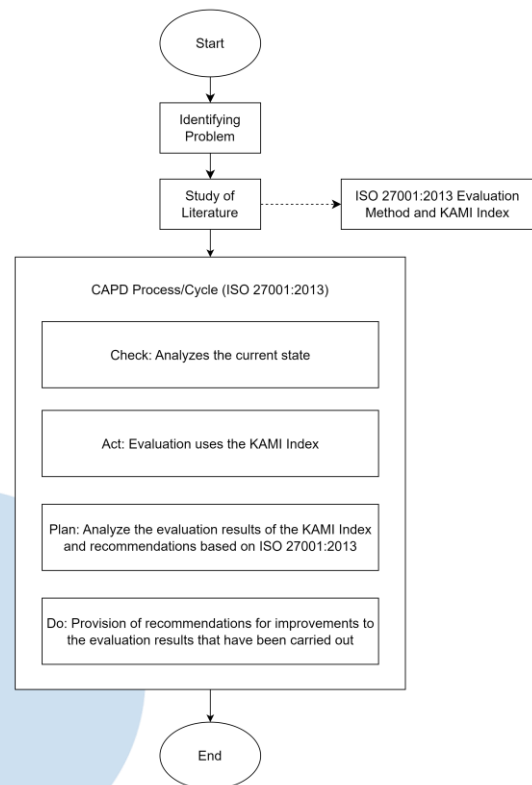 Start
Identifying
Problem
Study of
Literature
ISO 27001:2013 Evaluation
Method and KAMI Index
CAPD Process/Cycle (ISO 27001:2013)
Check: Analyzes the current state
Act: Evaluation uses the KAMI Index
Plan: Analyze the evaluation results of the KAMI Index
and recommendations based on ISO 27001:2013
Do: Provision of recommendations for improvements to
the evaluation results that have been carried out
End